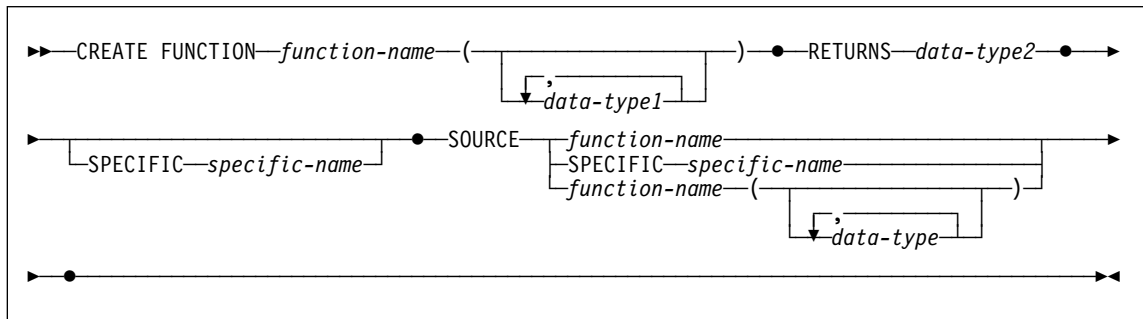 CREATE FUNCTION function-name ( ) RETURNS data-type2
,
data-type1
SOURCE function-name
SPECIFIC specific-name SPECIFIC specific-name
function-name ( )
,
data-type